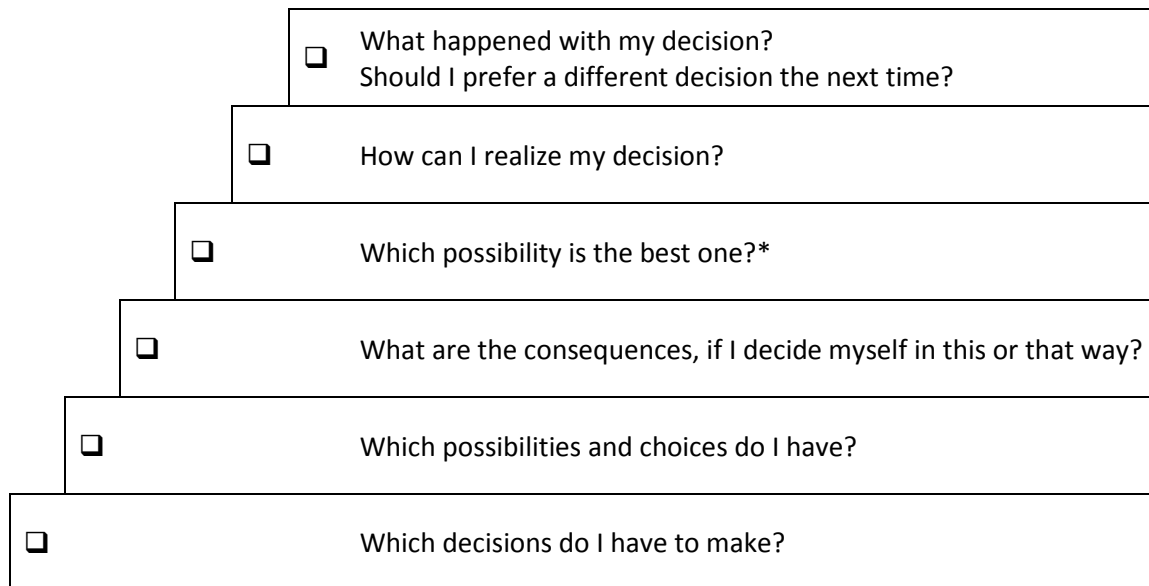 ❑ What happened with my decision?
Should I prefer a different decision the next time?
❑ How can I realize my decision?
❑ Which possibility is the best one?*
❑ What are the consequences, if I decide myself in this or that way?
❑ Which possibilities and choices do I have?
❑ Which decisions do I have to make?